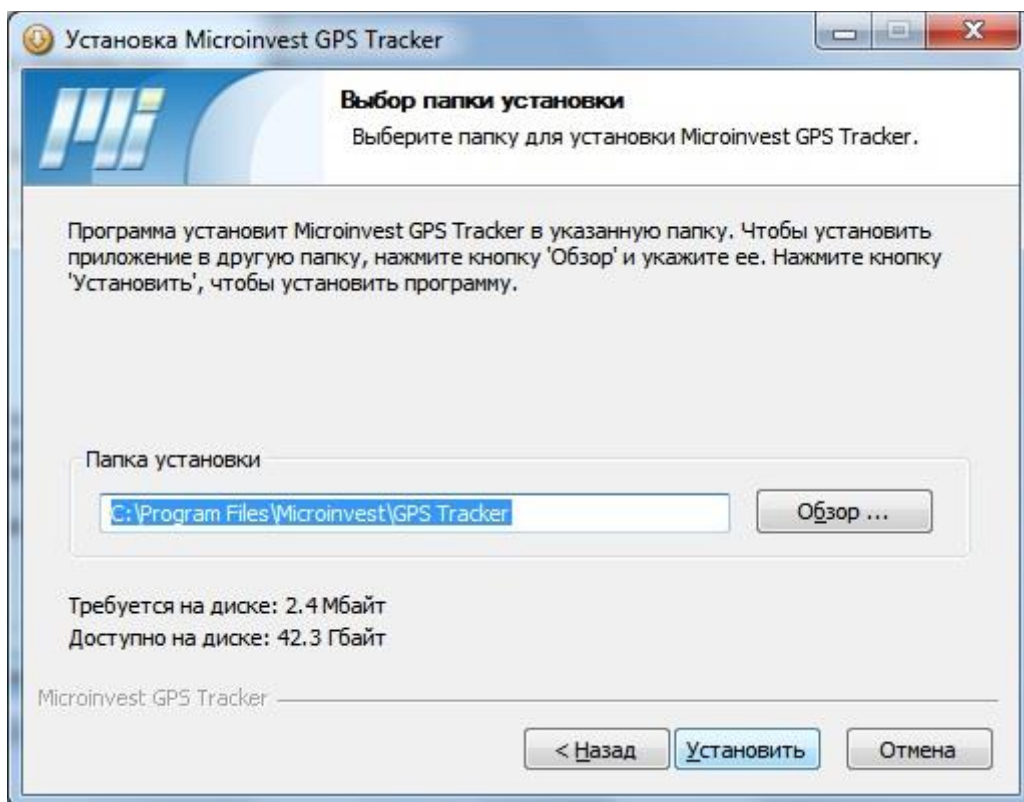 Установка Microinvest GPS Tracker
Mi
Выбор папки установки
Выберите папку для установки Microinvest GPS Tracker.
Программа установит Microinvest GPS Tracker в указанную папку. Чтобы установить
приложение в другую папку, нажмите кнопку 'Обзор' и укажите ее. Нажмите кнопку
'Установить', чтобы установить программу.
Папка установки
C:\Program Files\Microinvest\GPS Tracker
Обзор ...
Требуется на диске: 2.4 Мбайт
Доступно на диске: 42.3 Гбайт
Microinvest GPS Tracker
< Назад
Установить
Отмена